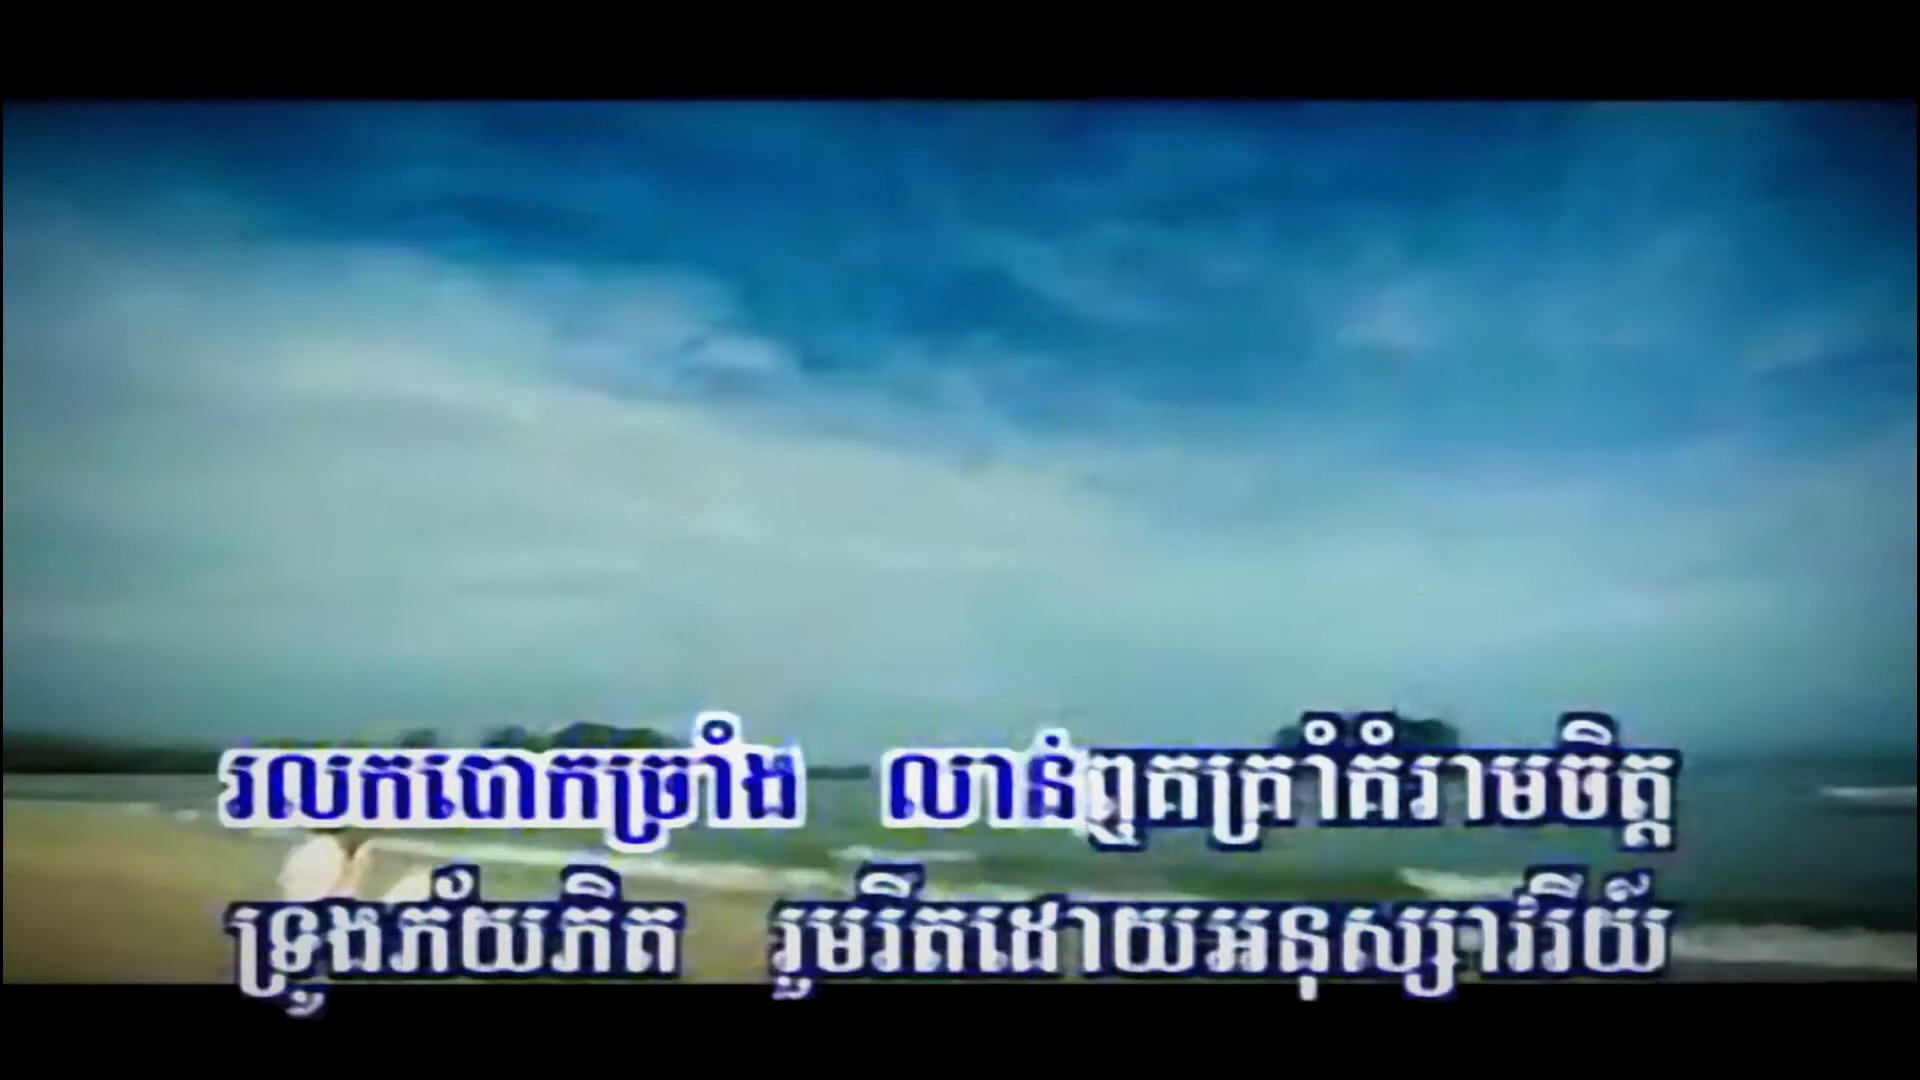 រលកបោកច្រាំង លាន់ឮគគ្រាំគំរាមចិត្ត
ទ្រូងភ័យភិត រួមរឹតដោយអនុស្សាវរីយ៍